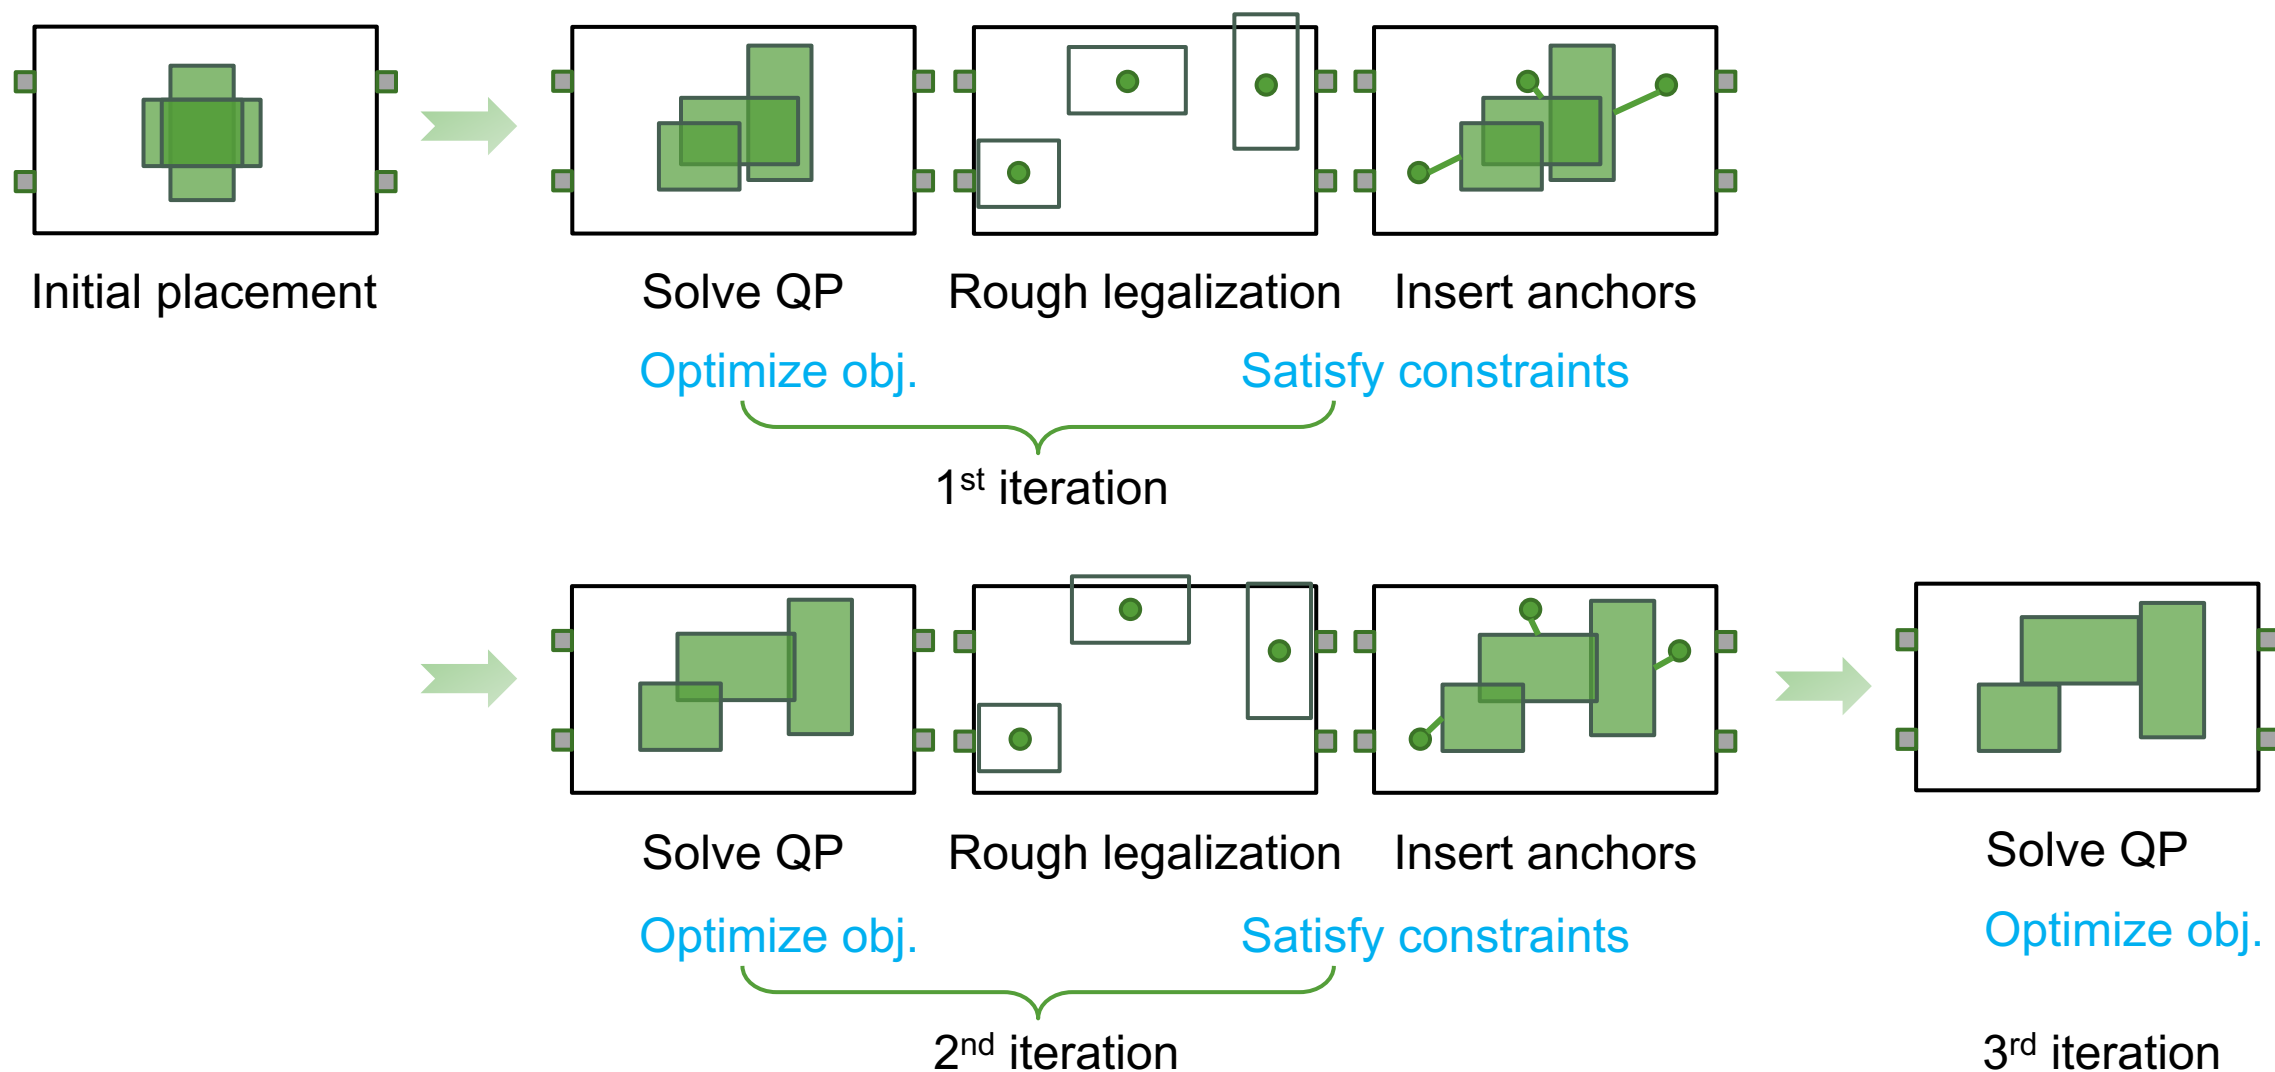 Initial placement
Solve QP
Rough legalization
Insert anchors
Optimize obj.
Satisfy constraints
1st iteration
Solve QP
Rough legalization
Insert anchors
Solve QP
Optimize obj.
Satisfy constraints
Optimize obj.
2nd iteration
3rd iteration